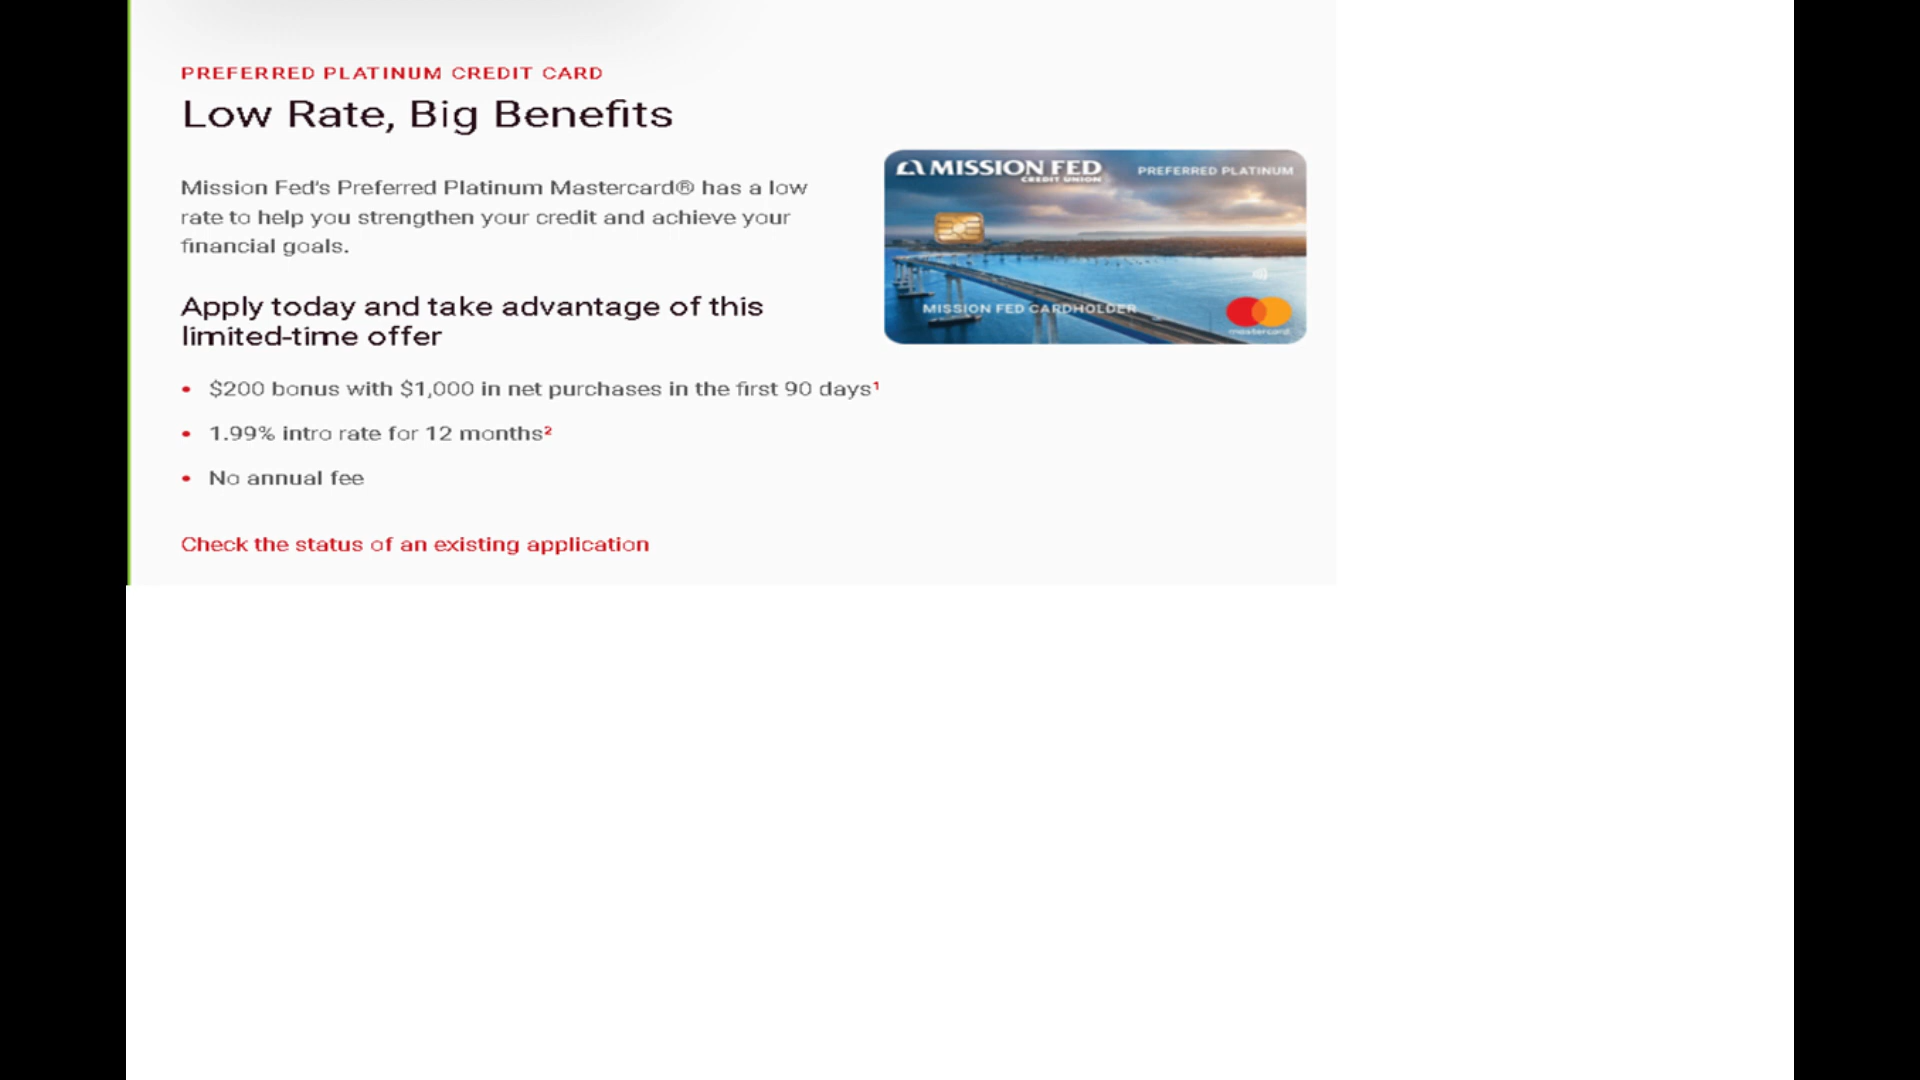 PREFERRED PLATINUM CREDIT CARD
Low Rate, Big Benefits
Mission Fed's Preferred Platinum Mastercard® has a low
rate to help you strengthen your credit and achieve your
financial goals.
Apply today and take advantage of this
limited-time offer
• $200 bonus with $1,000 in net purchases in the first 90 days¹
• 1.99% intro rate for 12 months²
• No annual fee
Check the status of an existing application
MISSION FED
CREDIT UNION
PREFERRED PLATINUM
MISSION FED CARDHOLDER
mastercard